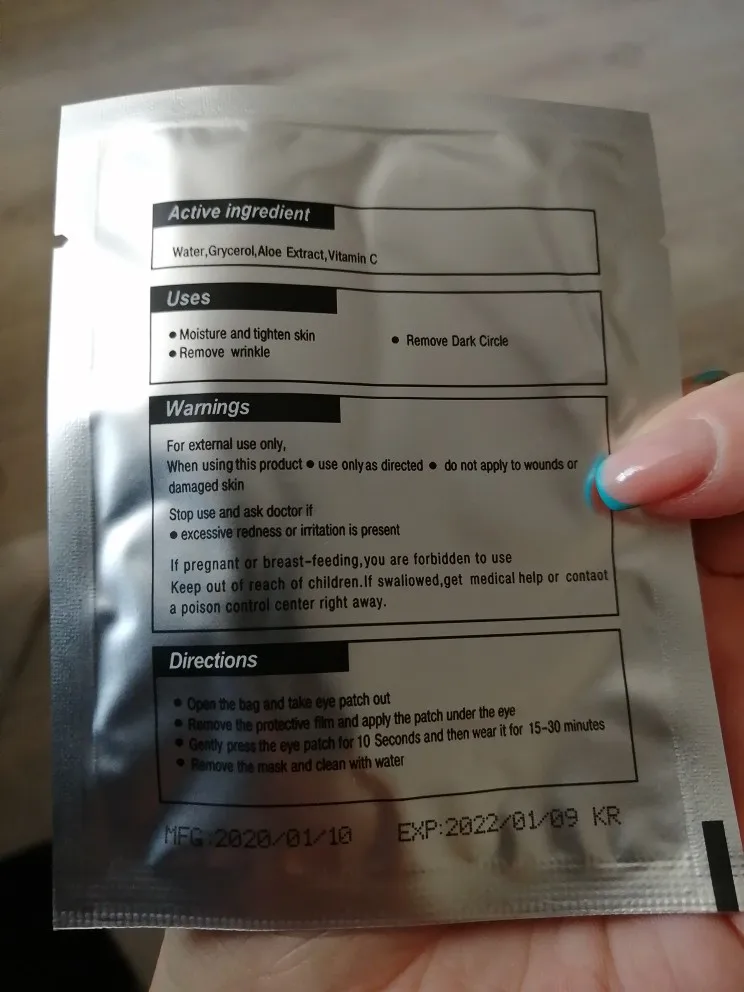 Active ingredient
Water,Grycerol,Aloe Extract,Vitamin C
Uses
● Moisture and tighten skin
● Remove Dark Circle
● Remove wrinkle
Warnings
For external use only,
When using this product ● use only as directed ● do not apply to wounds or
damaged skin
Stop use and ask doctor if
● excessive redness or irritation is present
If pregnant or breast-feeding,you are forbidden to use
Keep out of reach of children.If swallowed,get medical help or contaot
a poison control center right away.
Directions
● Open the bag and take eye patch out
● Remove the protective film and apply the patch under the eye
● Gently press the eye patch for 10 Seconds and then wear it for 15-30 minutes
● Remove the mask and clean with water
MFG:2020/01/10 EXP:2022/01/09 KR